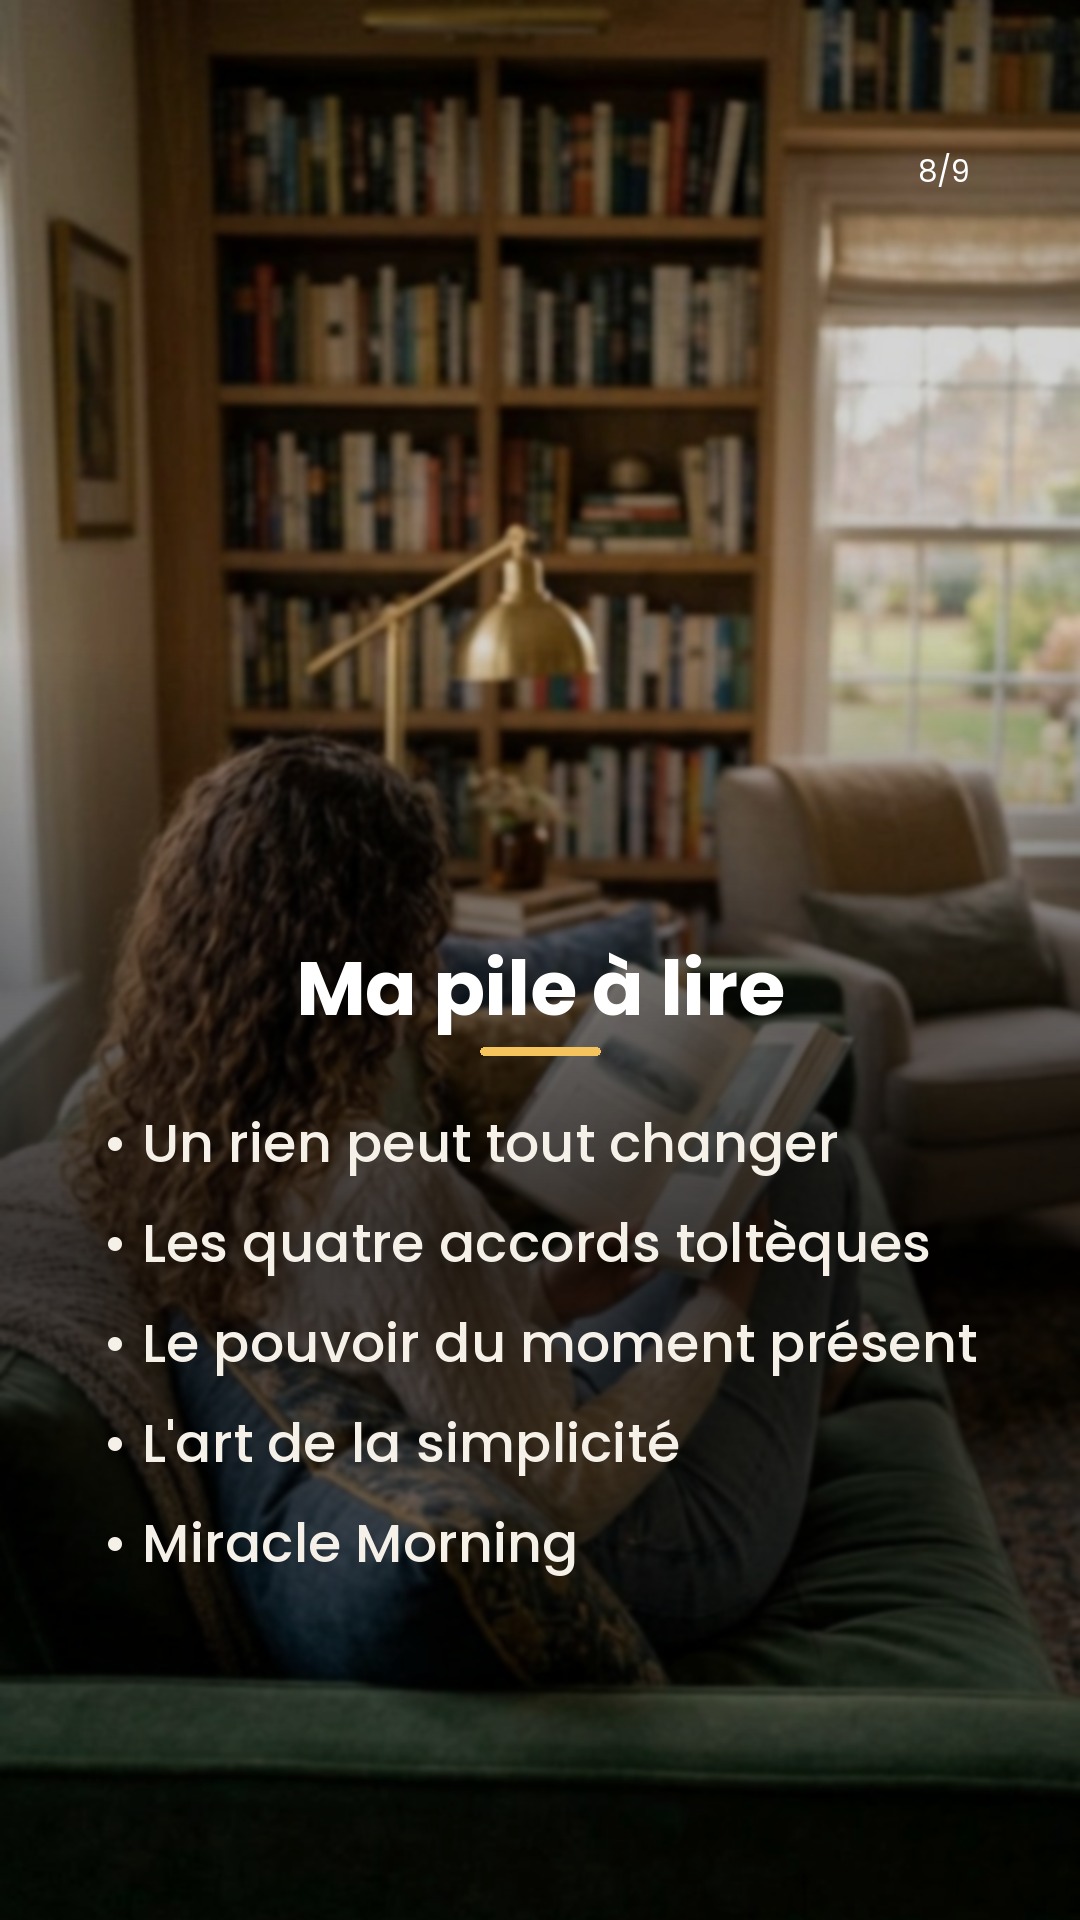 8/9
Ma pile à lire
• Un rien peut tout changer
• Les quatre accords toltèques
• Le pouvoir du moment présent
• L'art de la simplicité
• Miracle Morning